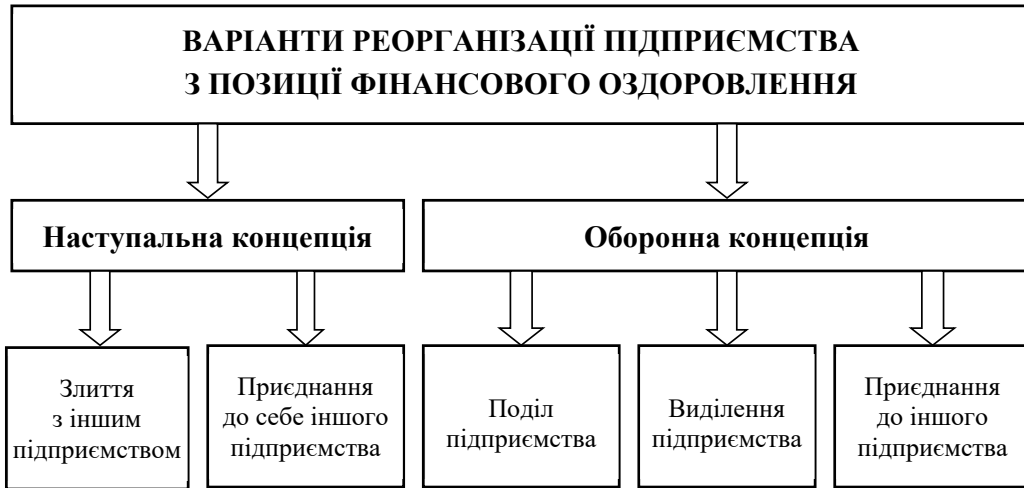 ВАРІАНТИ РЕОРГАНІЗАЦІЇ ПІДПРИЄМСТВА
З ПОЗИЦІЇ ФІНАНСОВОГО ОЗДОРОВЛЕННЯ
Наступальна концепція
Оборонна концепція
Злиття
з іншим
підприємством
Приєднання
до себе іншого
підприємства
Поділ
підприємства
Виділення
підприємства
Приєднання
до іншого
підприємства